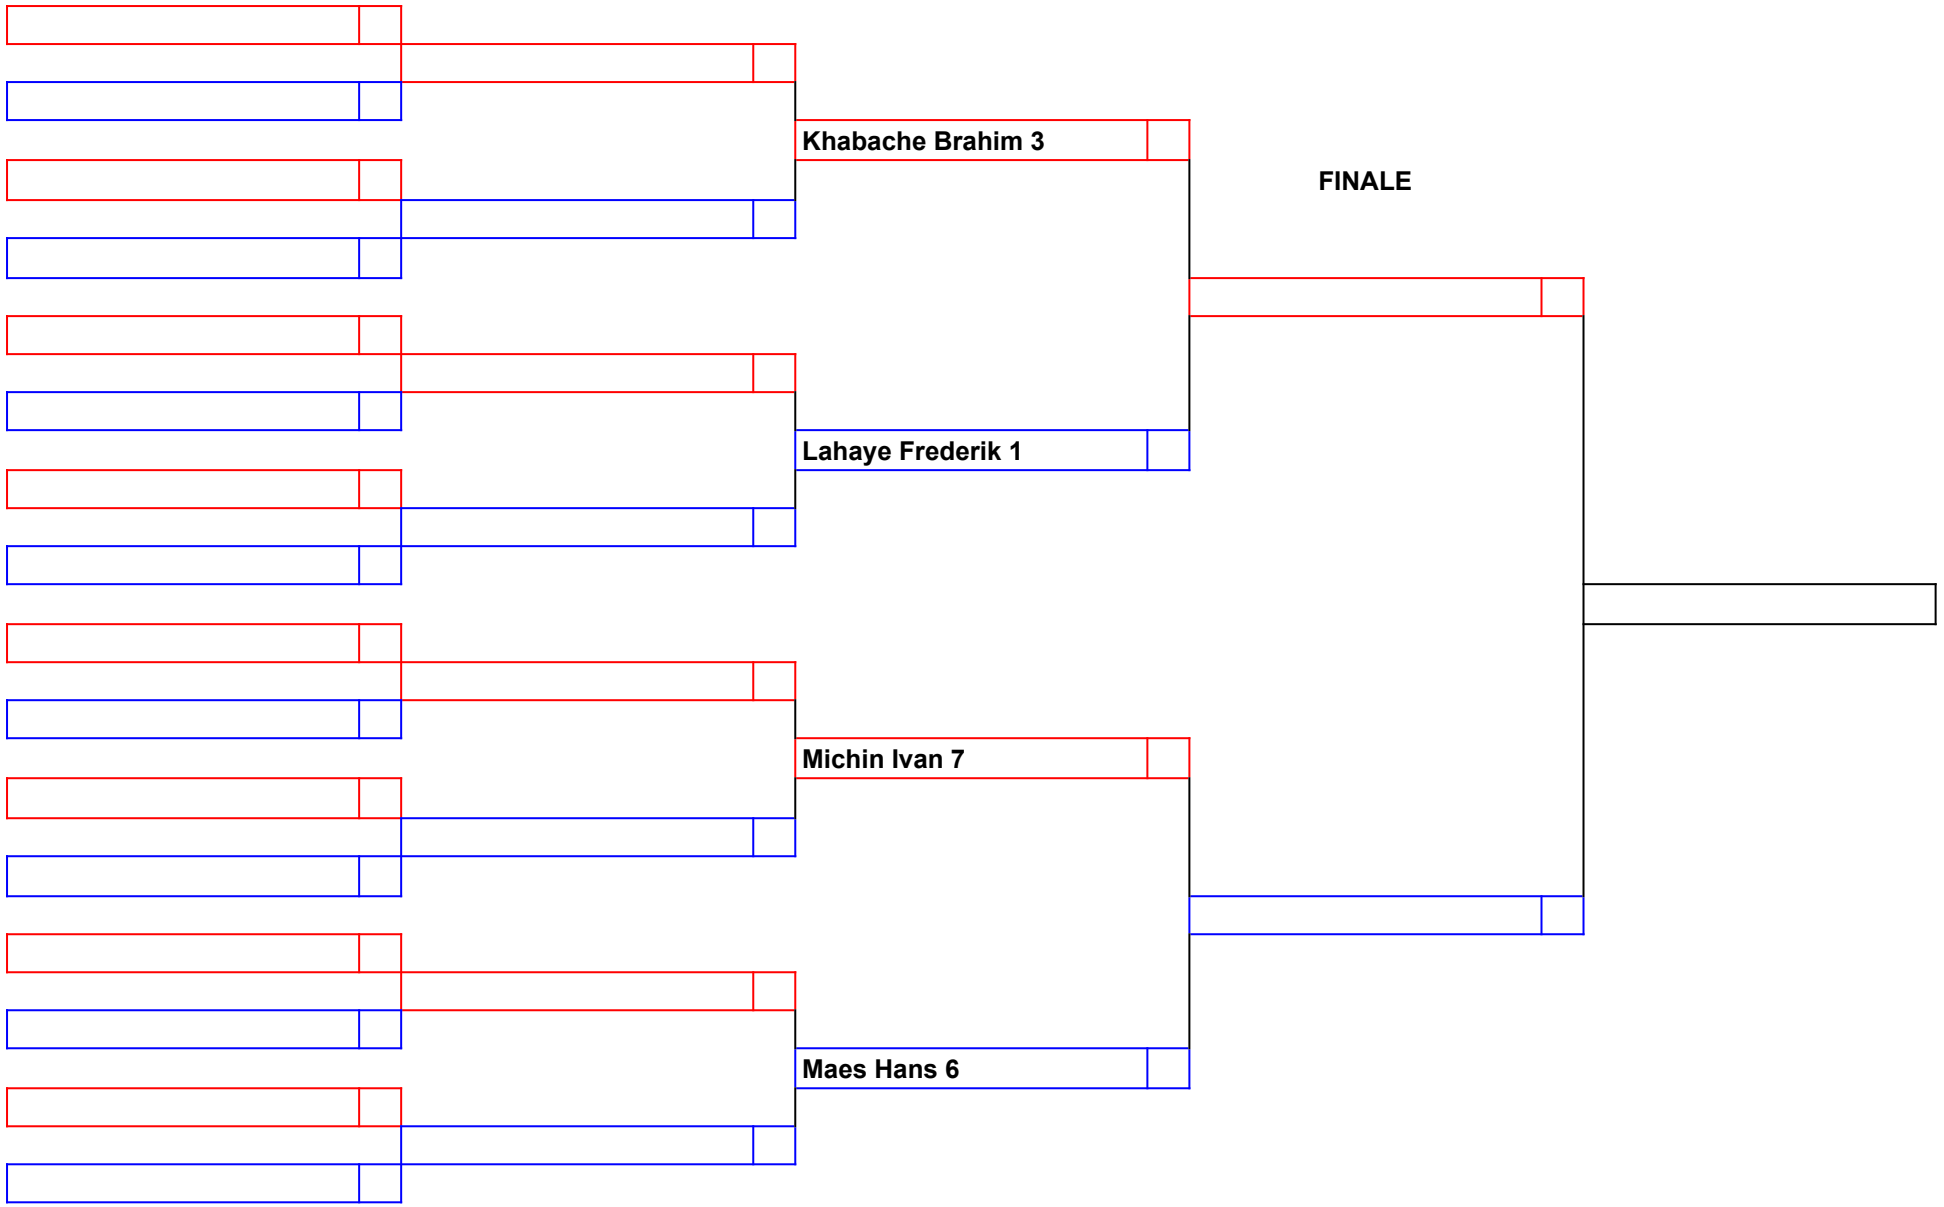 Khabache Brahim 3
FINALE
Lahaye Frederik 1
Michin Ivan 7
Maes Hans 6